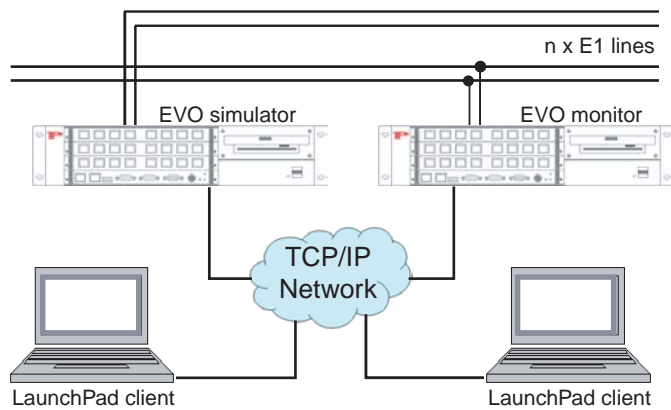 n x E1 lines
EVO simulator
EVO monitor
TCP/IP
Network
LaunchPad client
LaunchPad client